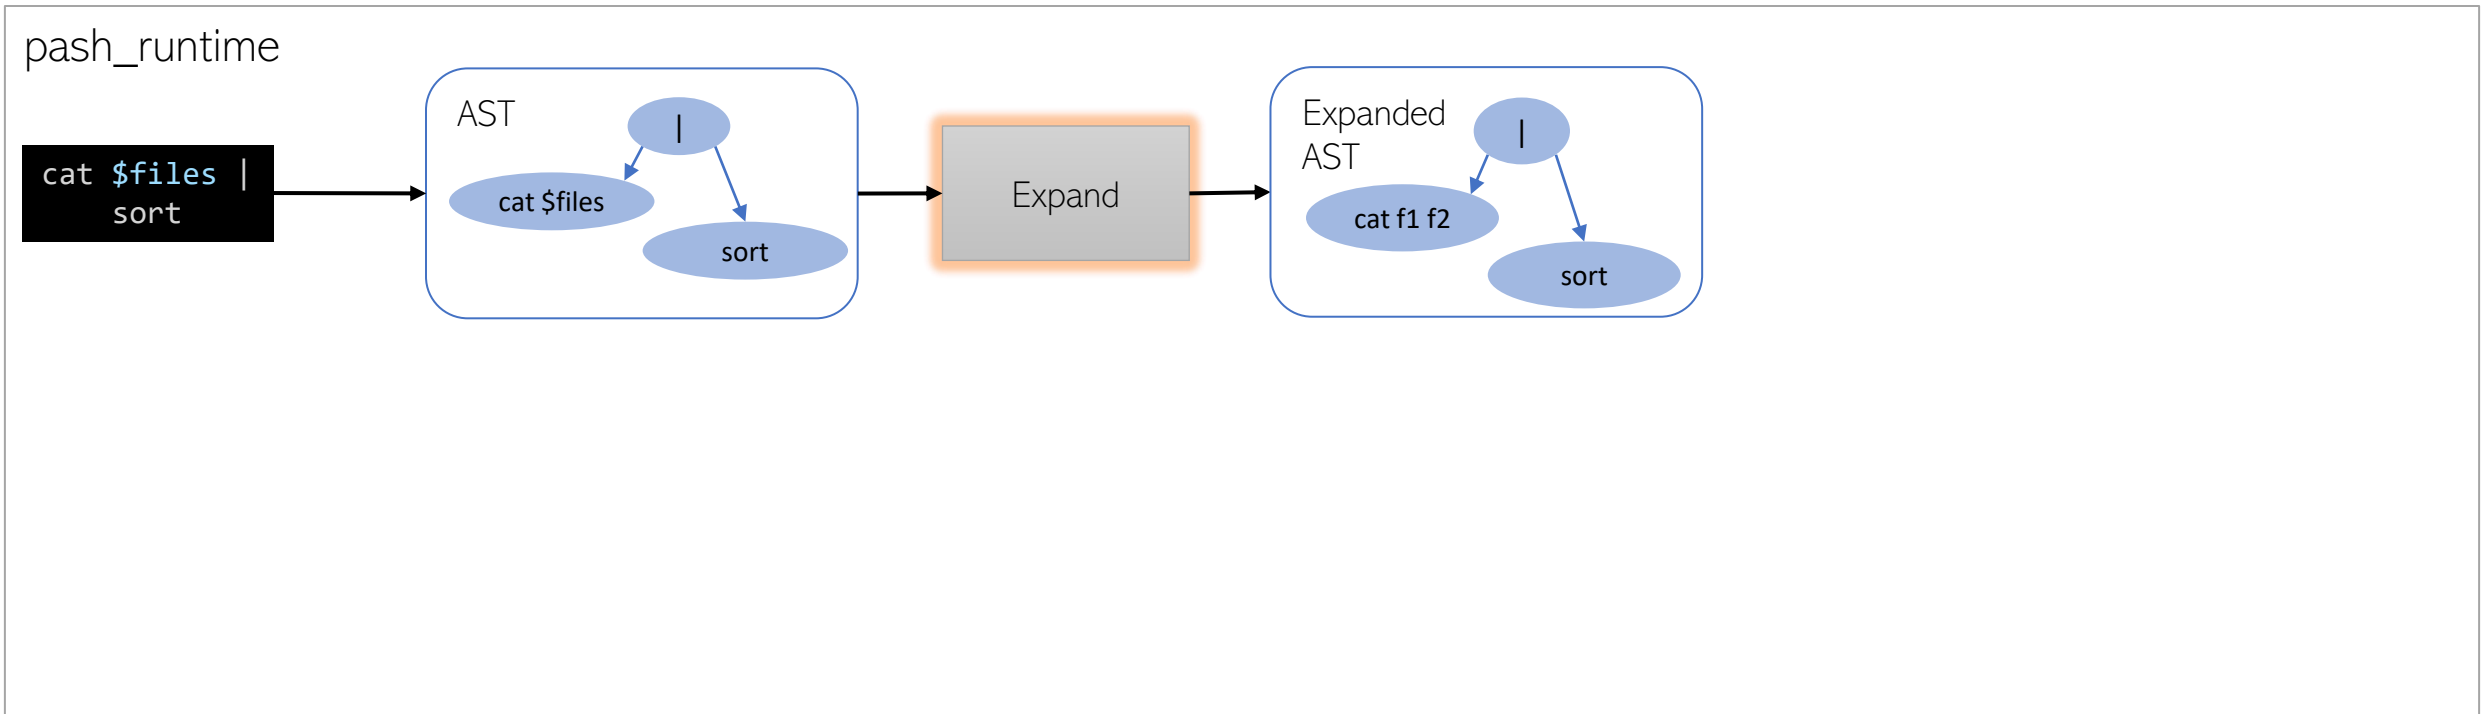 pash_runtime
cat $files |
sort
AST
|
cat $files
sort
Expand
Expanded
AST
|
cat f1 f2
sort